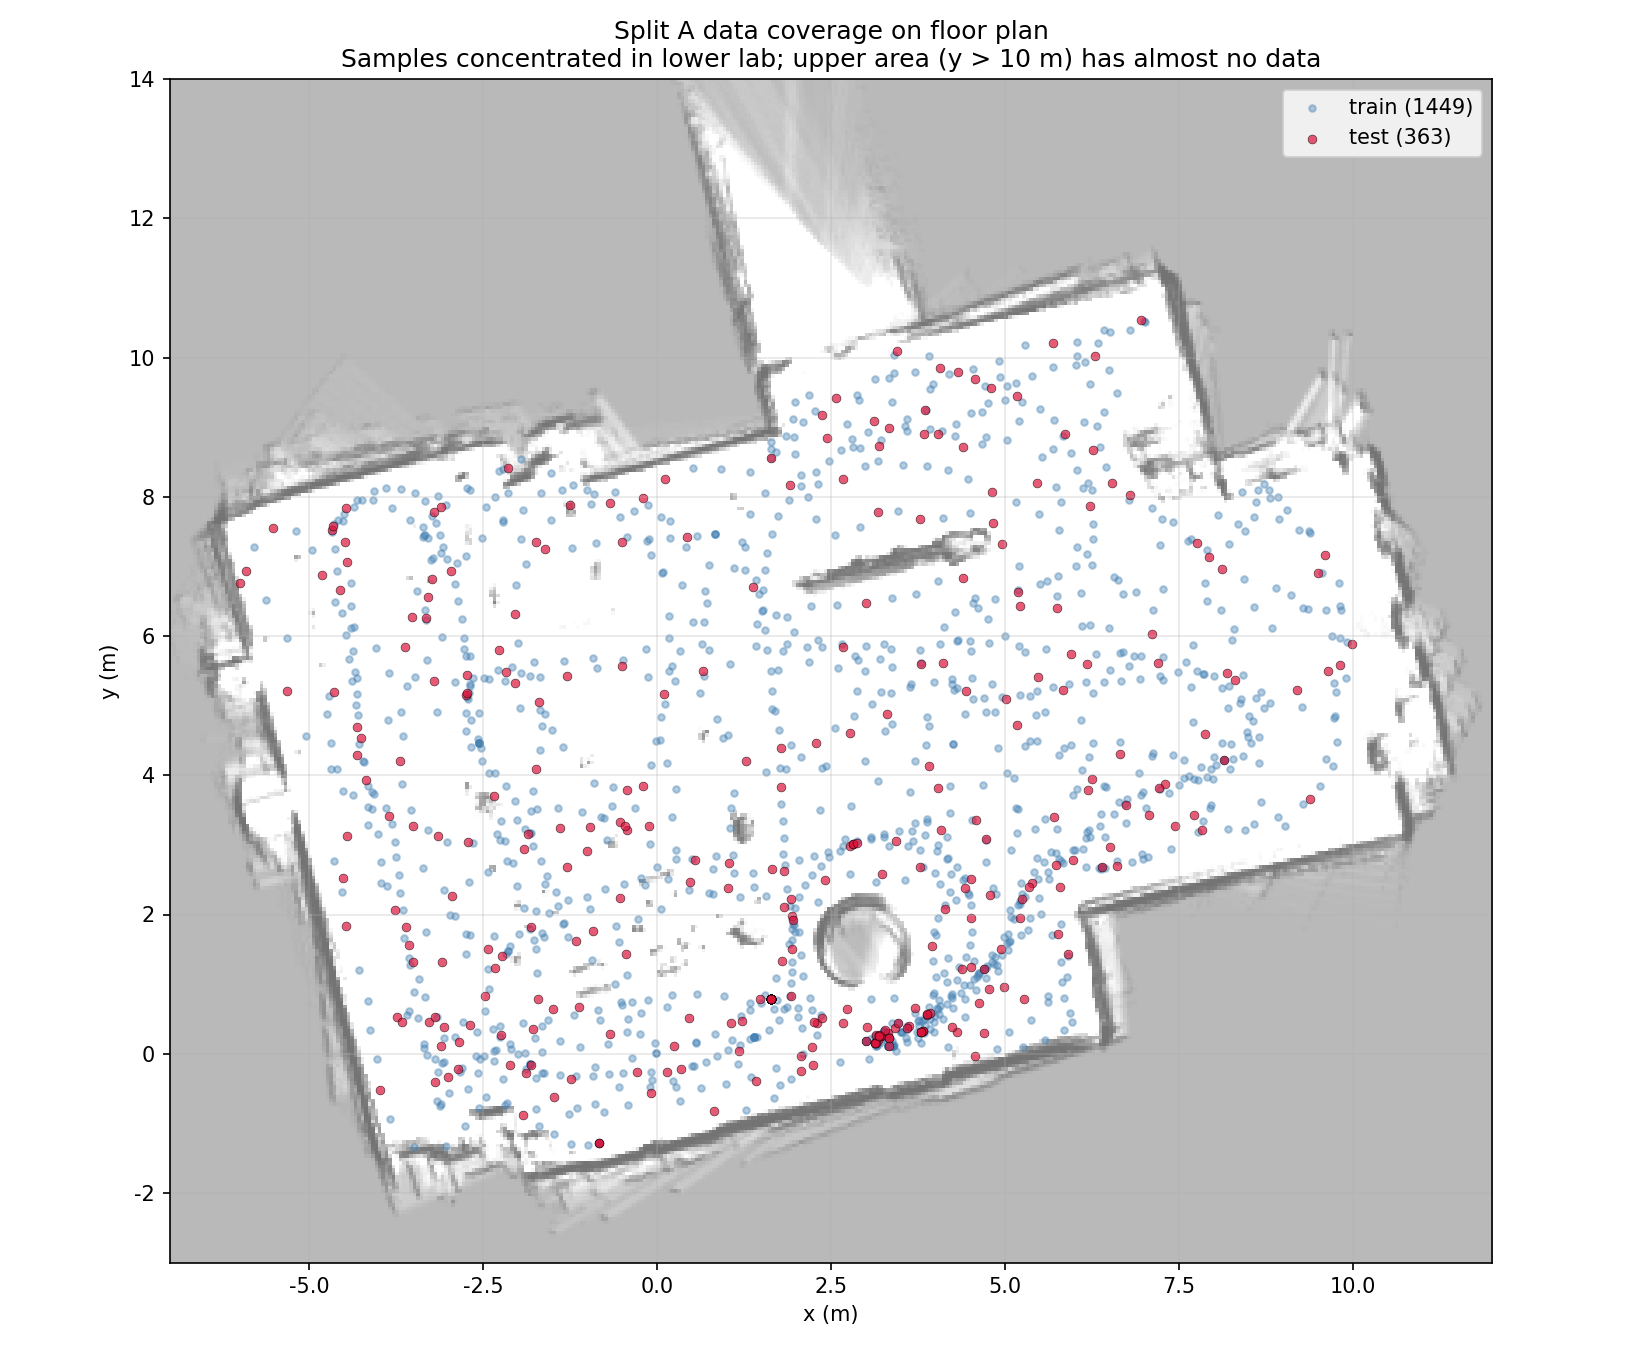 Split A data coverage on floor plan
Samples concentrated in lower lab; upper area (y > 10 m) has almost no data
train (1449)
test (363)
14
12
10
8
6
4
2
0
-2
y (m)
-5.0 -2.5 0.0 2.5 5.0 7.5 10.0
x (m)